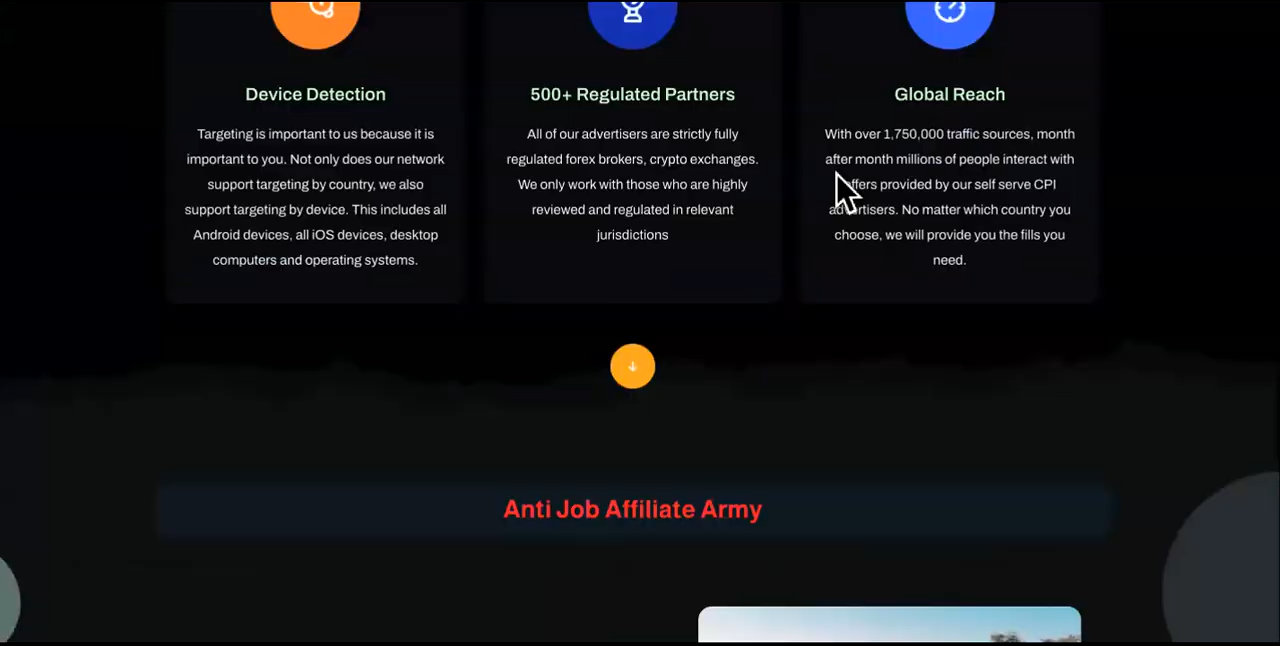 Device Detection
Targeting is important to us because it is
important to you. Not only does our network
support targeting by country, we also
support targeting by device. This includes all
Android devices, all iOS devices, desktop
computers and operating systems.
500+ Regulated Partners
All of our advertisers are strictly fully
regulated forex brokers, crypto exchanges.
We only work with those who are highly
reviewed and regulated in relevant
jurisdictions
Global Reach
With over 1,750,000 traffic sources, month
after month millions of people interact with
offers provided by our self serve CPI
advertisers. No matter which country you
choose, we will provide you the fills you
need.
Anti Job Affiliate Army